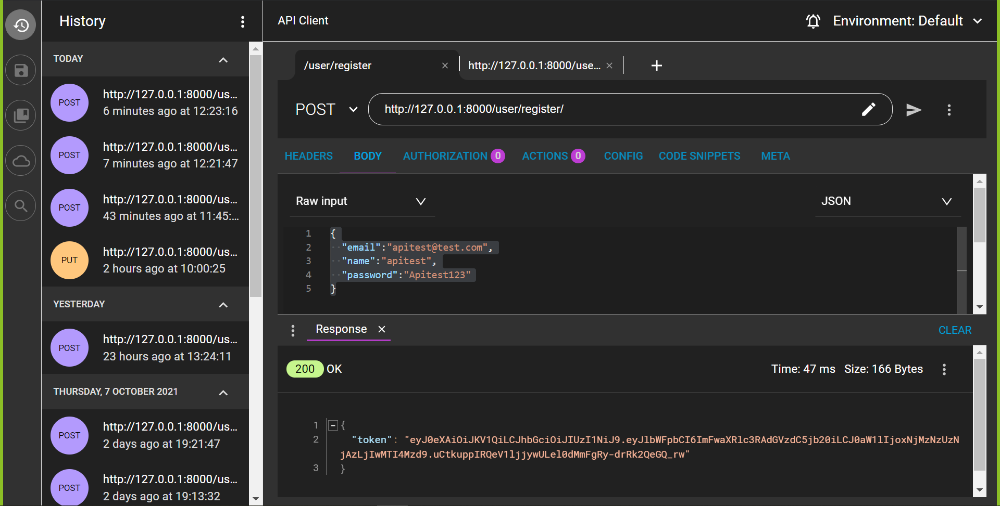 History
TODAY
POST
http://127.0.0.1:8000/us...
6 minutes ago at 12:23:16
POST
http://127.0.0.1:8000/us...
7 minutes ago at 12:21:47
POST
http://127.0.0.1:8000/us...
43 minutes ago at 11:45:...
PUT
http://127.0.0.1:8000/us...
2 hours ago at 10:00:25
YESTERDAY
POST
http://127.0.0.1:8000/us...
23 hours ago at 13:24:11
THURSDAY, 7 OCTOBER 2021
POST
http://127.0.0.1:8000/us...
2 days ago at 19:21:47
POST
http://127.0.0.1:8000/us...
2 days ago at 19:13:32
API Client
Environment: Default
/user/register
http://127.0.0.1:8000/use...
POST
http://127.0.0.1:8000/user/register/
HEADERS BODY AUTHORIZATION 0 ACTIONS 0 CONFIG CODE SNIPPETS META
Raw input JSON
1 {
2 "email":"apitest@test.com",
3 "name":"apitest",
4 "password":"Apitest123"
5 }
Response
CLEAR
200 OK
Time: 47 ms Size: 166 Bytes
1 {
2 "token": "eyJ0eXAiOiJKV1QiLCJhbGciOiJIUzI1NiJ9.eyJlbWFpbCI6ImFwaXRlc3RAdGVzdC5jb20iLCJ0aW1lIjoxNjMzNzUzN
jAzLjIwMTI4Mzd9.uCtkuppIRQeV1ljjywULel0dMmFgRy-drRk2QeGQ_rw"
3 }